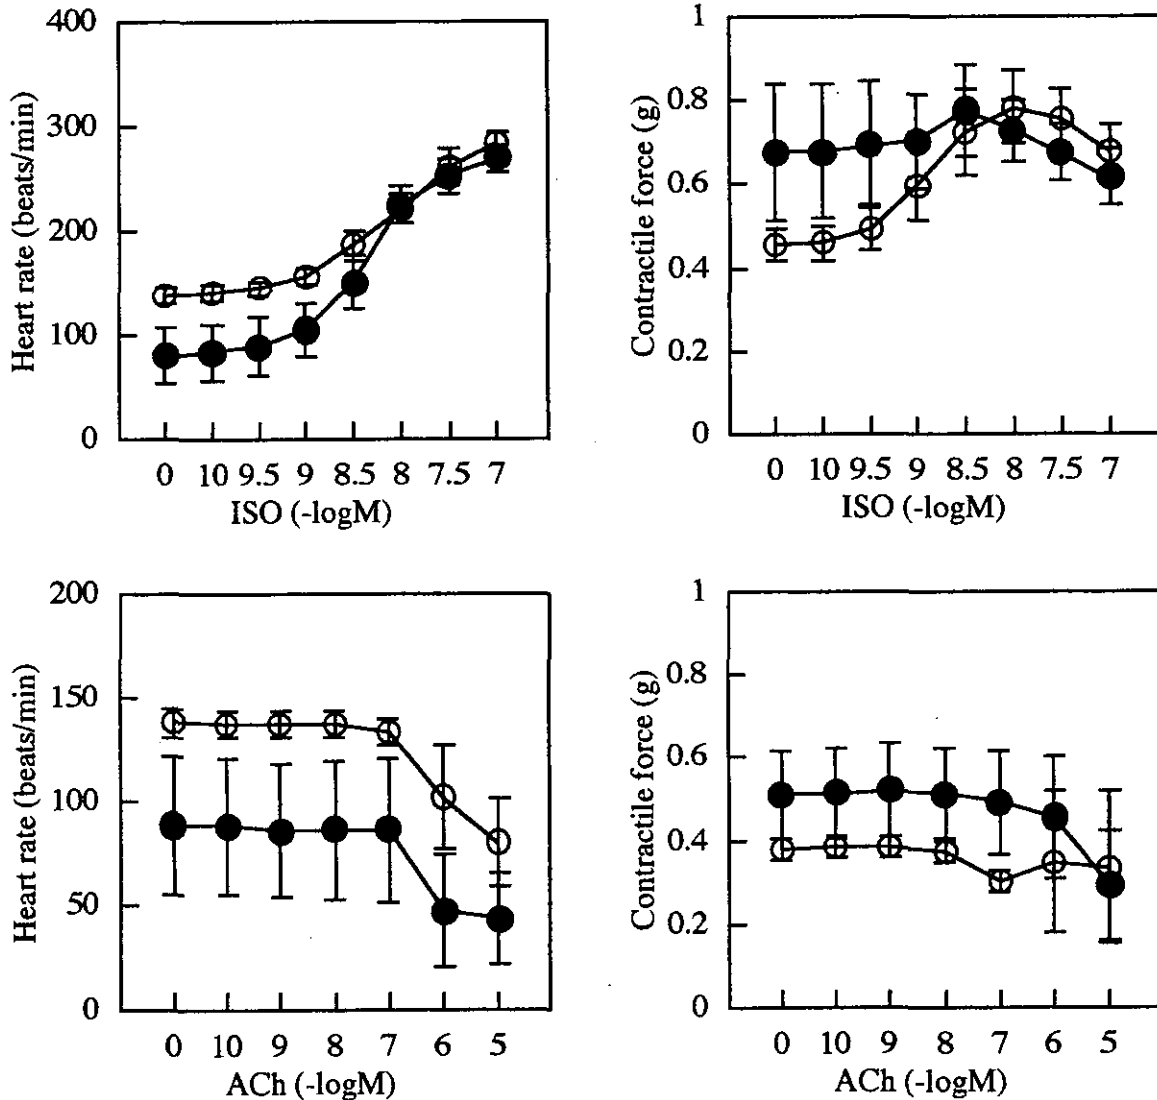 Heart rate (beats/min)
400
300
200
100
0
0 10 9.5 9 8.5 8 7.5 7
ISO (-logM)
Contractile force (g)
1
0.8
0.6
0.4
0.2
0
0 10 9.5 9 8.5 8 7.5 7
ISO (-logM)
Heart rate (beats/min)
200
150
100
50
0
0 10 9 8 7 6 5
ACh (-logM)
Contractile force (g)
1
0.8
0.6
0.4
0.2
0
0 10 9 8 7 6 5
ACh (-logM)